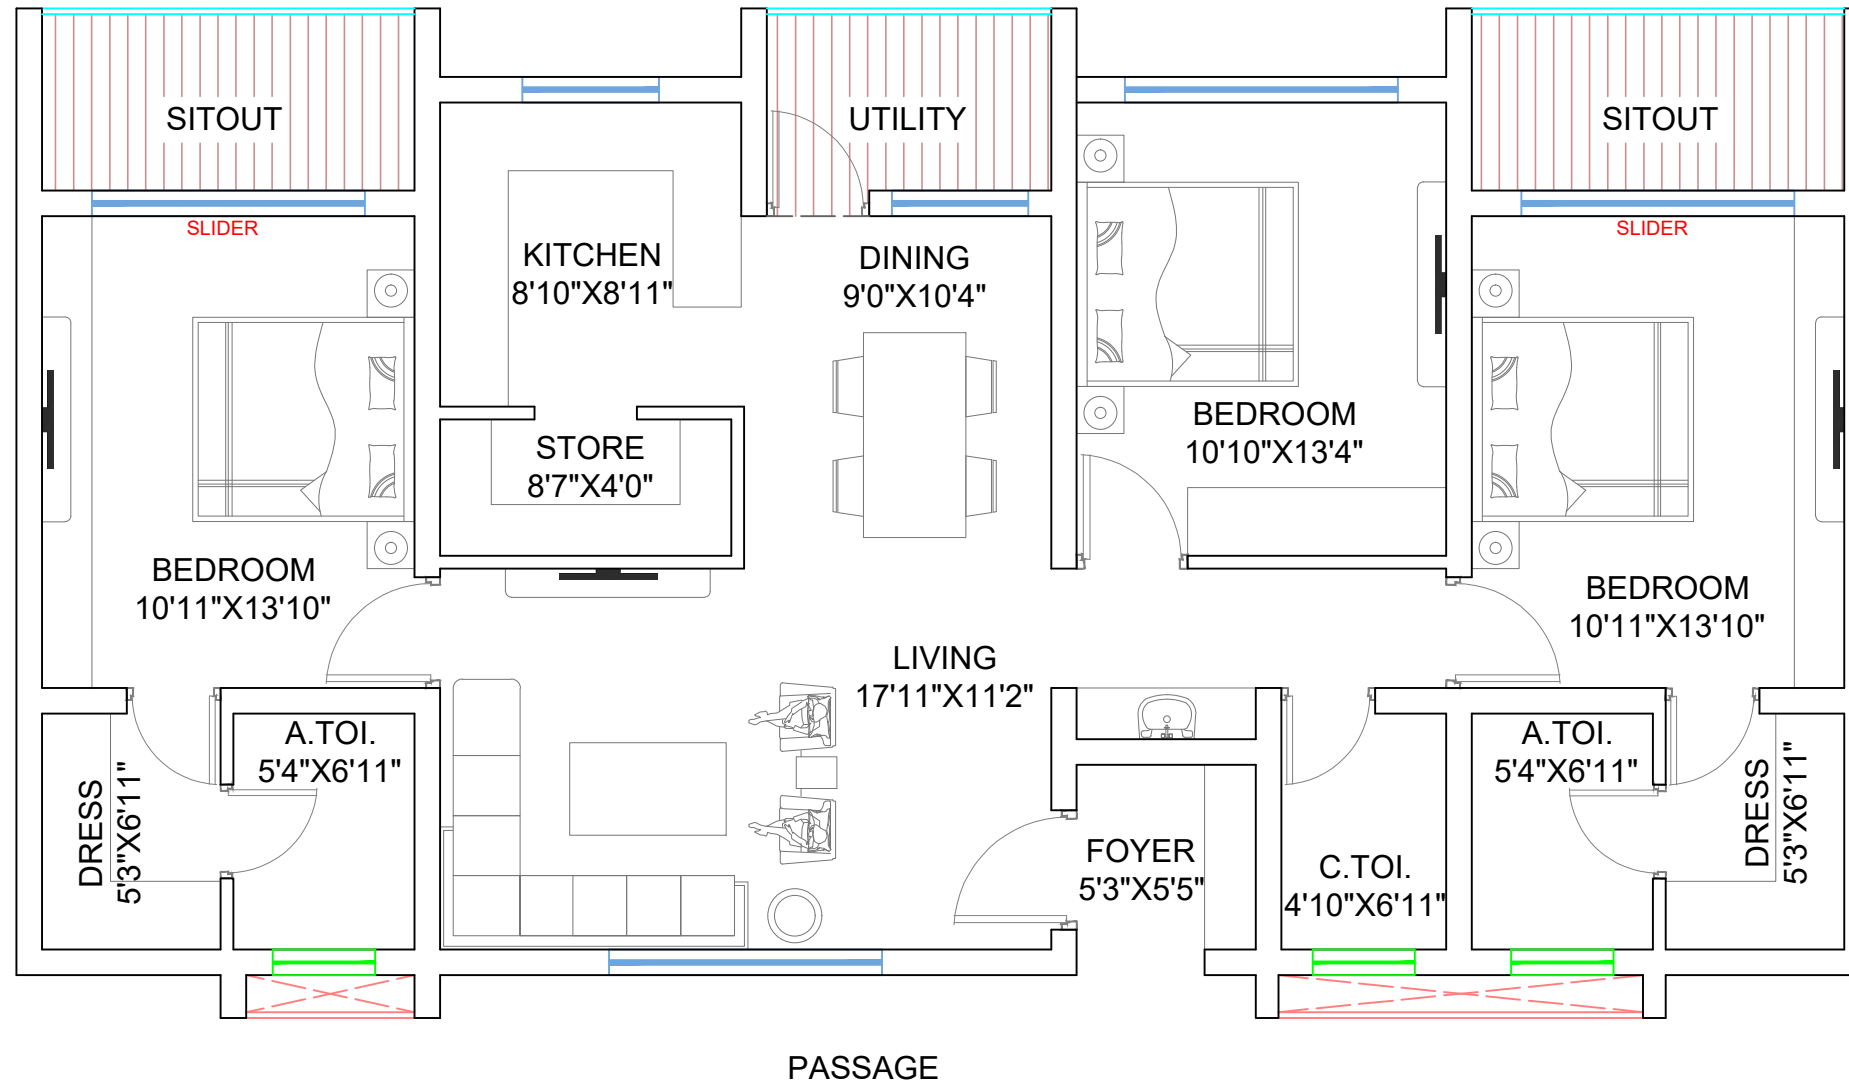 SITOUT
UTILITY
SITOUT
SLIDER
SLIDER
KITCHEN
8'10"X8'11"
DINING
9'0"X10'4"
BEDROOM
10'10"X13'4"
STORE
8'7"X4'0"
BEDROOM
10'11"X13'10"
BEDROOM
10'11"X13'10"
LIVING
17'11"X11'2"
A.TOI.
5'4"X6'11"
A.TOI.
5'4"X6'11"
DRESS
5'3"X6'11"
FOYER
5'3"X5'5"
C.TOI.
4'10"X6'11"
DRESS
5'3"X6'11"
PASSAGE